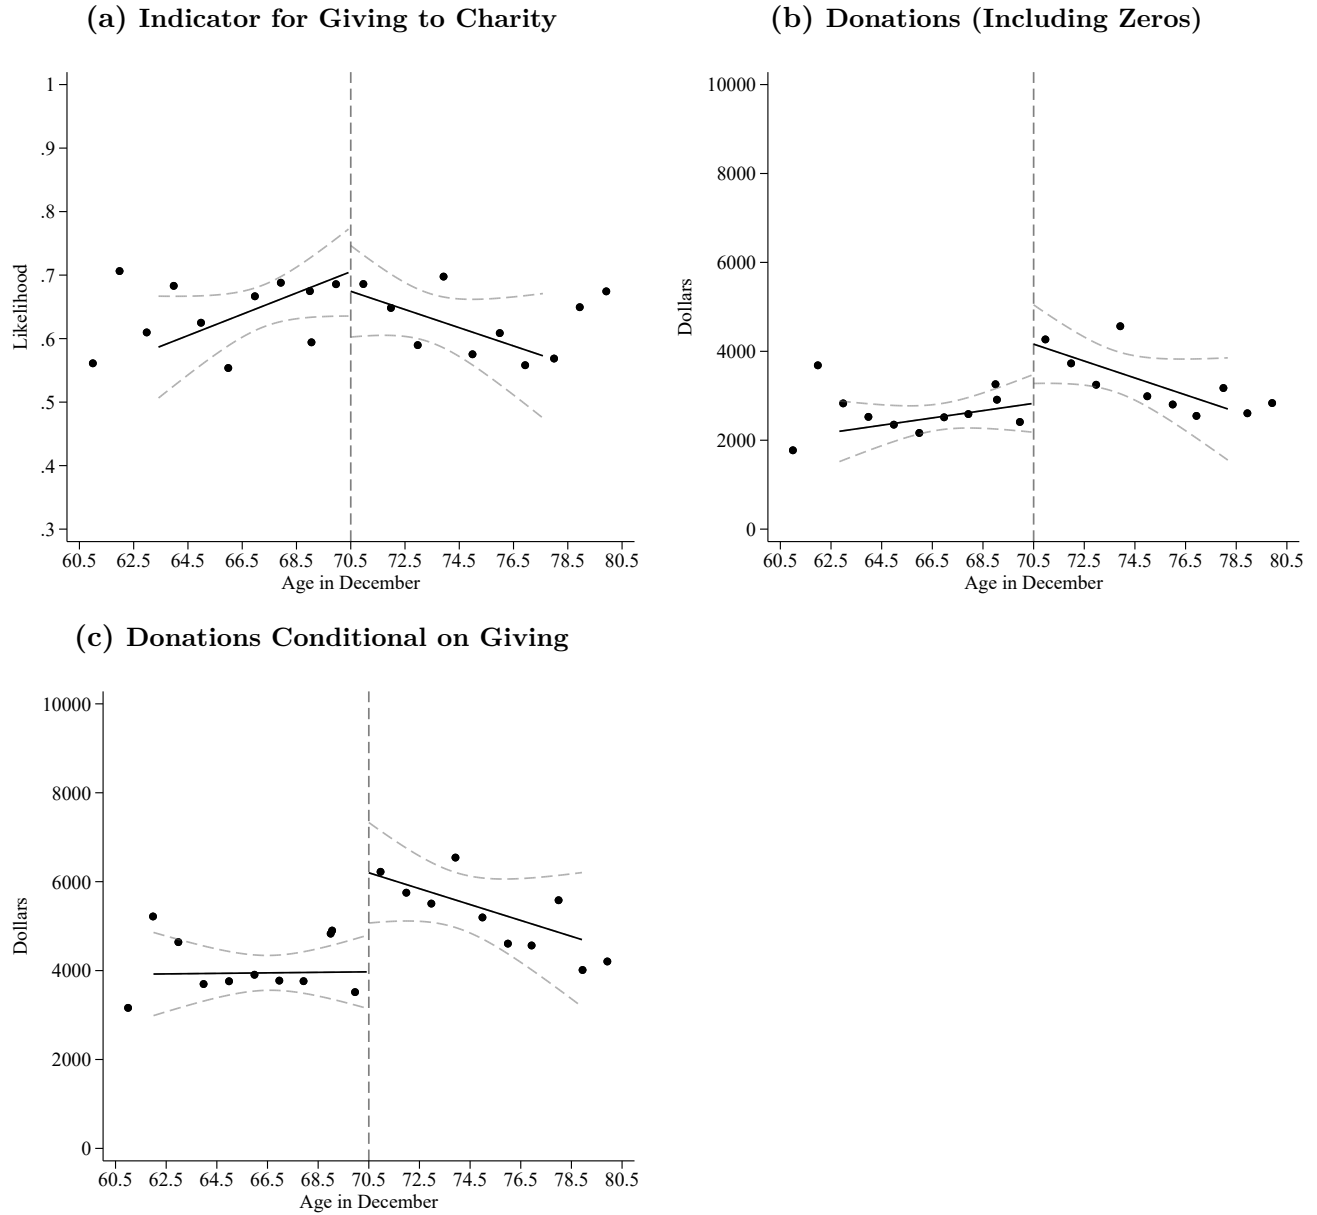 (a) Indicator for Giving to Charity
1
.9
.8
.7
.6
.5
.4
.3
Likelihood
60.5 62.5 64.5 66.5 68.5 70.5 72.5 74.5 76.5 78.5 80.5
Age in December
(b) Donations (Including Zeros)
10000
8000
6000
4000
2000
0
Dollars
60.5 62.5 64.5 66.5 68.5 70.5 72.5 74.5 76.5 78.5 80.5
Age in December
(c) Donations Conditional on Giving
10000
8000
6000
4000
2000
0
Dollars
60.5 62.5 64.5 66.5 68.5 70.5 72.5 74.5 76.5 78.5 80.5
Age in December